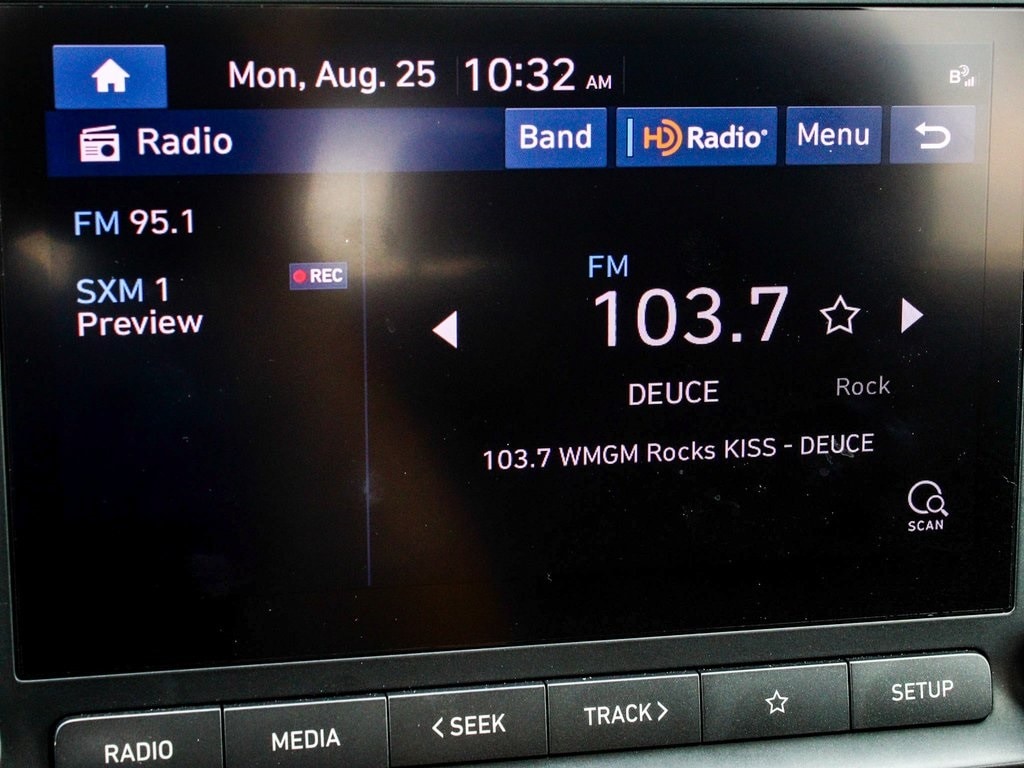 Mon, Aug. 25 10:32 AM
B
Radio
Band
HD Radio®
Menu
FM 95.1
SXM 1
Preview
REC
FM
103.7
DEUCE
Rock
103.7 WMGM Rocks KISS - DEUCE
SCAN
RADIO
MEDIA
< SEEK
TRACK >
SETUP